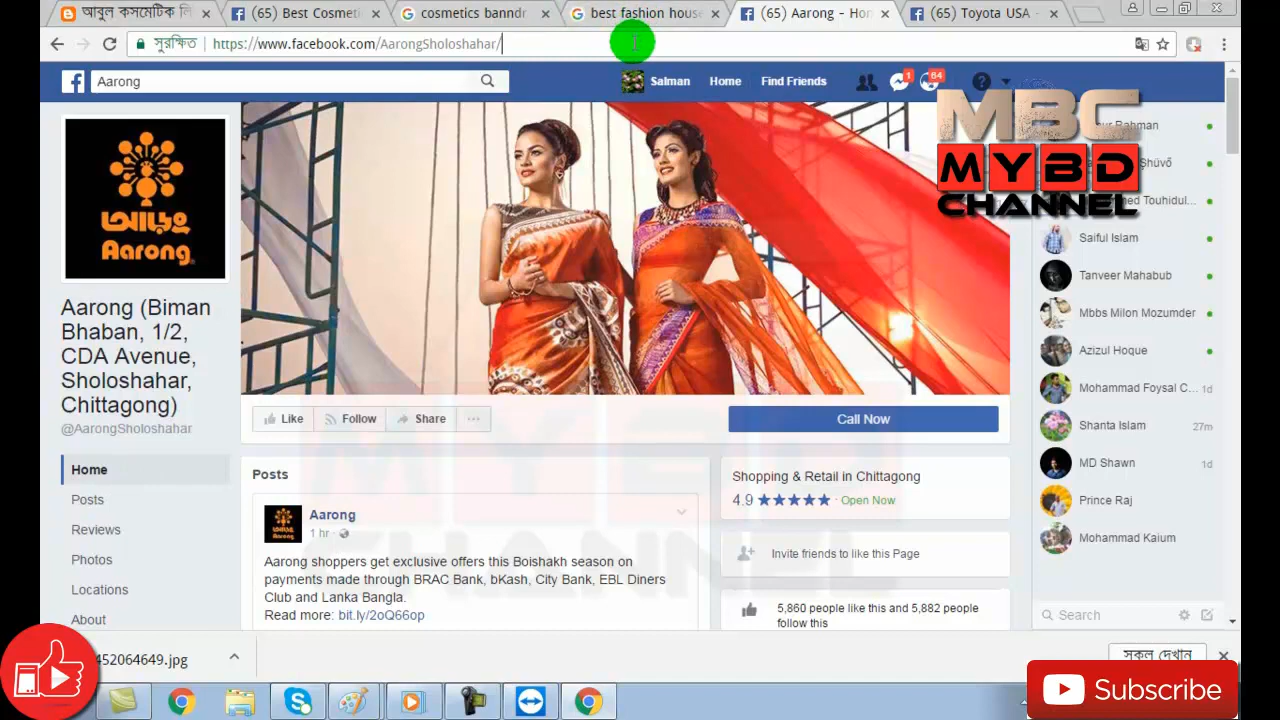 আবুল কসমেটিক লি
(65) Best Cosmeti
cosmetics banndr
best fashion house
(65) Aarong - Hon
(65) Toyota USA -
সুরক্ষিত
https://www.facebook.com/AarongSholoshahar/
Aarong
Salman
Home
Find Friends
1
64
MBC
MYBD
CHANNEL
Rahman
আড়ং
Aarong
Touhidul...
Saiful Islam
Tanveer Mahabub
Mbbs Milon Mozumder
Azizul Hoque
Mohammad Foysal C... 1d
Shanta Islam 27m
MD Shawn 1d
Prince Raj
Mohammad Kaium
Search
Aarong (Biman
Bhaban, 1/2,
CDA Avenue,
Sholoshahar,
Chittagong)
@AarongSholoshahar
Home
Posts
Reviews
Photos
Locations
About
Like
Follow
Share
Call Now
Posts
Aarong
1 hr
Aarong shoppers get exclusive offers this Boishakh season on
payments made through BRAC Bank, bKash, City Bank, EBL Diners
Club and Lanka Bangla.
Read more: bit.ly/2oQ66op
Shopping & Retail in Chittagong
4.9 ★★★★★ · Open Now
Invite friends to like this Page
5,860 people like this and 5,882 people
follow this
MYBD
CHANNEL
452064649.jpg
সকল দেখান
Subscribe